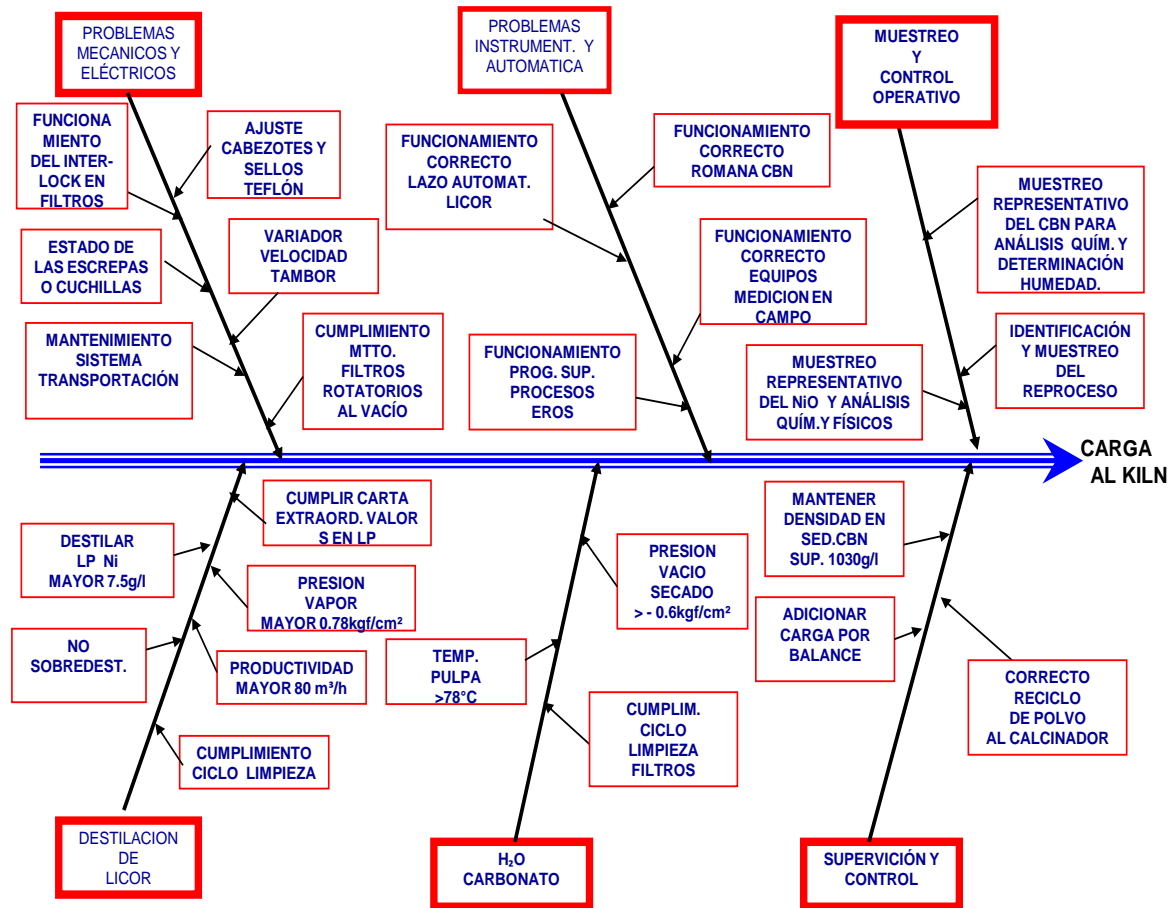 PROBLEMAS
MECANICOS Y
ELÉCTRICOS
PROBLEMAS
INSTRUMENT. Y
AUTOMATICA
MUESTREO
Y
CONTROL
OPERATIVO
FUNCIONA
MIENTO
DEL INTER-
LOCK EN
FILTROS
AJUSTE
CABEZOTES Y
SELLOS
TEFLÓN
ESTADO DE
LAS ESCREPAS
O CUCHILLAS
VARIADOR
VELOCIDAD
TAMBOR
MANTENIMIENTO
SISTEMA
TRANSPORTACIÓN
CUMPLIMIENTO
MTTO.
FILTROS
ROTATORIOS
AL VACÍO
FUNCIONAMIENTO
CORRECTO
LAZO AUTOMAT.
LICOR
FUNCIONAMIENTO
CORRECTO
ROMANA CBN
FUNCIONAMIENTO
CORRECTO
EQUIPOS
MEDICION EN
CAMPO
FUNCIONAMIENTO
PROG. SUP.
PROCESOS
EROS
MUESTREO
REPRESENTATIVO
DEL CBN PARA
ANÁLISIS QUÍM. Y
DETERMINACIÓN
HUMEDAD.
IDENTIFICACIÓN
Y MUESTREO
DEL
REPROCESO
MUESTREO
REPRESENTATIVO
DEL NiO Y ANÁLISIS
QUÍM.Y FÍSICOS
CARGA
AL KILN
CUMPLIR CARTA
EXTRAORD. VALOR
S EN LP
DESTILAR
LP Ni
MAYOR 7.5g/l
PRESION
VAPOR
MAYOR 0.78kgf/cm²
NO
SOBREDEST.
PRODUCTIVIDAD
MAYOR 80 m³/h
CUMPLIMIENTO
CICLO LIMPIEZA
PRESION
VACIO
SECADO
> - 0.6kgf/cm²
TEMP.
PULPA
>78°C
CUMPLIM.
CICLO
LIMPIEZA
FILTROS
MANTENER
DENSIDAD EN
SED.CBN
SUP. 1030g/l
ADICIONAR
CARGA POR
BALANCE
CORRECTO
RECICLO
DE POLVO
AL CALCINADOR
DESTILACION
DE
LICOR
H₂O
CARBONATO
SUPERVICIÓN Y
CONTROL